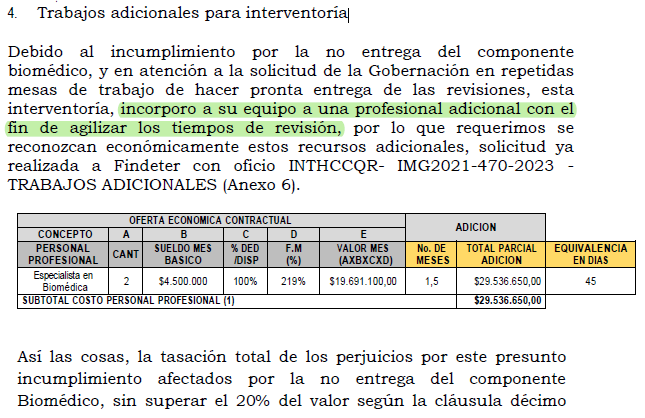 4. Trabajos adicionales para interventoría
Debido al incumplimiento por la no entrega del componente
biomédico, y en atención a la solicitud de la Gobernación en repetidas
mesas de trabajo de hacer pronta entrega de las revisiones, esta
interventoría, incorporo a su equipo a una profesional adicional con el
fin de agilizar los tiempos de revisión, por lo que requerimos se
reconozcan económicamente estos recursos adicionales, solicitud ya
realizada a Findeter con oficio INTHCCQR- IMG2021-470-2023 -
TRABAJOS ADICIONALES (Anexo 6).
OFERTA ECONOMICA CONTRACTUAL ADICION
CONCEPTO A B C D E
PERSONAL PROFESIONAL CANT SUELDO MES BASICO % DED /DISP F.M (%) VALOR MES (AXBXCXD) No. DE MESES TOTAL PARCIAL ADICION EQUIVALENCIA EN DIAS
Especialista en Biomédica 2 $4.500.000 100% 219% $19.691.100,00 1,5 $29.536.650,00 45
SUBTOTAL COSTO PERSONAL PROFESIONAL (1) $29.536.650,00
Así las cosas, la tasación total de los perjuicios por este presunto
incumplimiento afectados por la no entrega del componente
Biomédico, sin superar el 20% del valor según la cláusula décimo